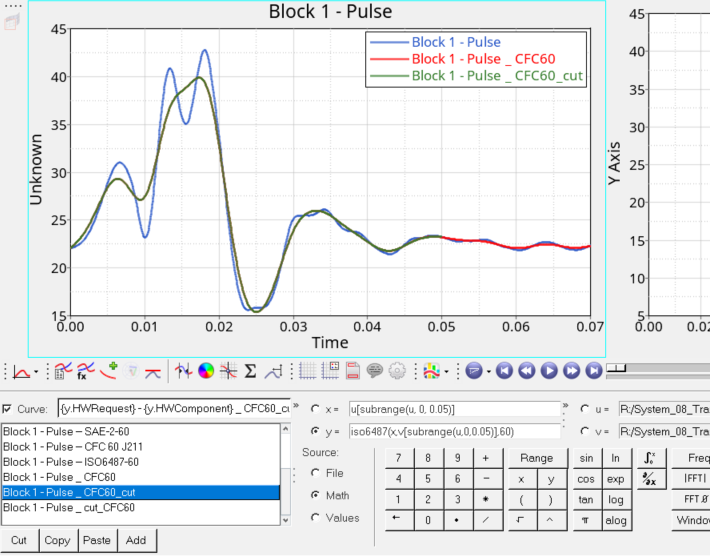 Block 1 - Pulse
Block 1 - Pulse
Block 1 - Pulse _ CFC60
Block 1 - Pulse _ CFC60_cut
Unknown
45
40
35
30
25
20
15
0.00 0.01 0.02 0.03 0.04 0.05 0.06 0.07
Time
Y Axis
45
40
35
30
25
20
15
10
5
0.00 0.02
fx
Σ
Curve: {y.HWRequest} - {y.HWComponent} _ CFC60_cu
»
x = u[subrange(u, 0, 0.05)]
»
u = R:/System_08_Tra
y = iso6487(x,v[subrange(u,0,0.05)],60)
v = R:/System_08_Tra
Block 1 - Pulse – SAE-2-60
Block 1 - Pulse – CFC 60 J211
Block 1 - Pulse – ISO6487-60
Block 1 - Pulse _ CFC60
Block 1 - Pulse _ CFC60_cut
Block 1 - Pulse _ cut_CFC60
Source:
File
Math
Values
7 8 9 + Range sin ln Freq
4 5 6 - x y cos exp IFFT I
1 2 3 * ( ) tan log FFT
0 . / ^ π alog Windo
Cut Copy Paste Add